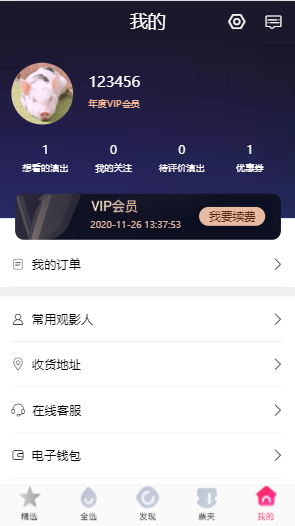 我的
123456
年度VIP会员
1 0 0 1
想看的演出 我的关注 待评价演出 优惠券
VIP会员
2020-11-26 13:37:53
我要续费
我的订单
常用观影人
收货地址
在线客服
电子钱包
精选 全选 发现 票夹 我的